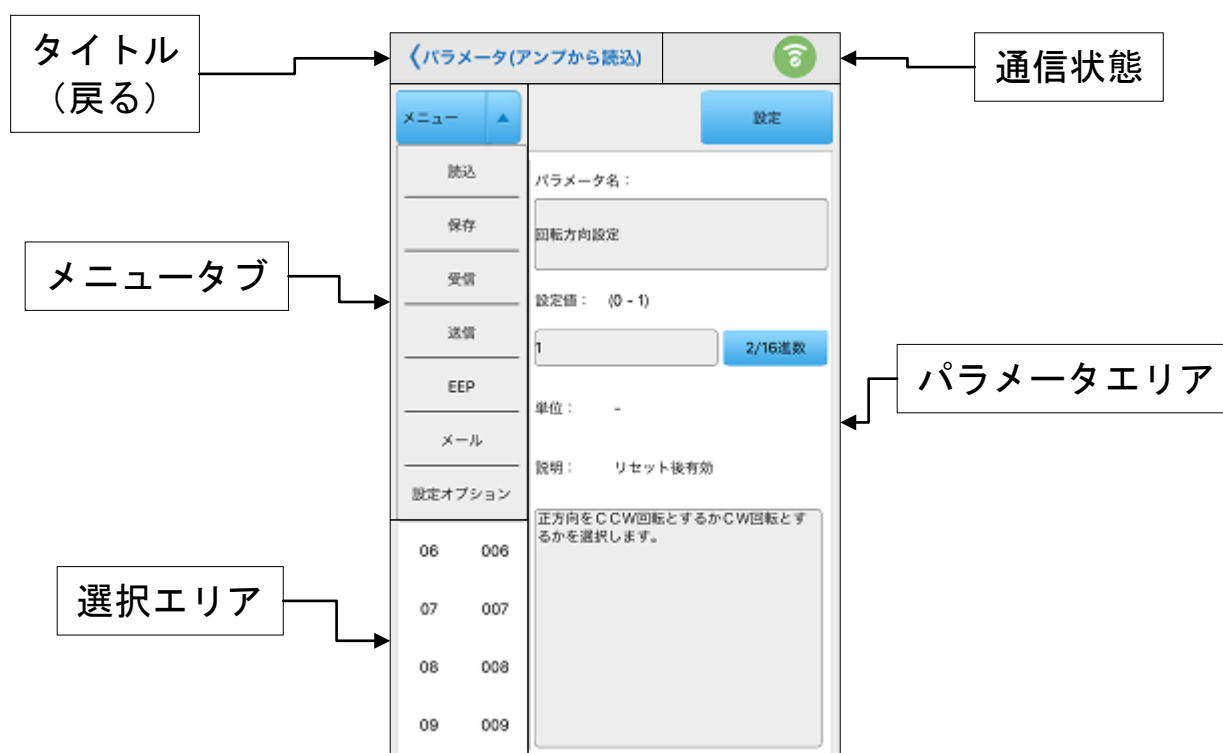 タイトル
（戻る）
パラメータ(アンプから読込)
通信状態
メニュー
設定
読込
保存
受信
送信
EEP
メール
設定オプション
メニュータブ
パラメータ名：
回転方向設定
設定値： (0 - 1)
1
2/16進数
単位： -
説明： リセット後有効
正方向をＣＣＷ回転とするかＣＷ回転とす
るかを選択します。
パラメータエリア
選択エリア
06 006
07 007
08 008
09 009